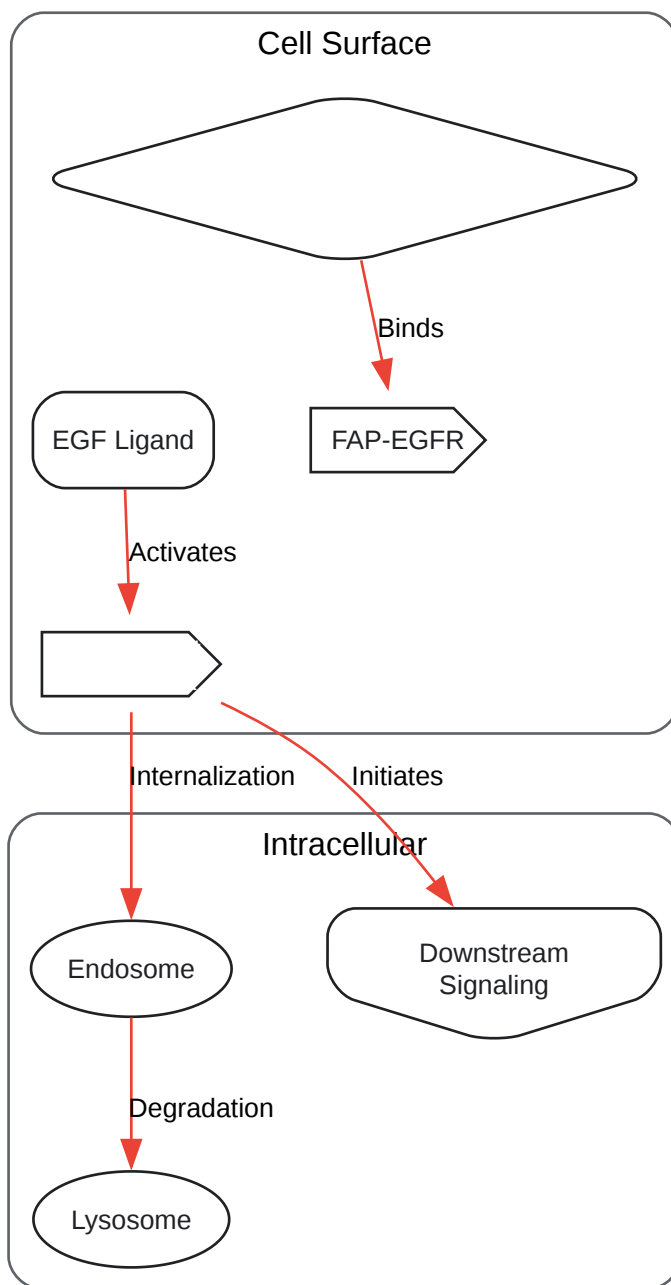 Cell Surface
Binds
EGF Ligand
FAP-EGFR
Activates
Internalization
Initiates
Intracellular
Endosome
Downstream
Signaling
Degradation
Lysosome